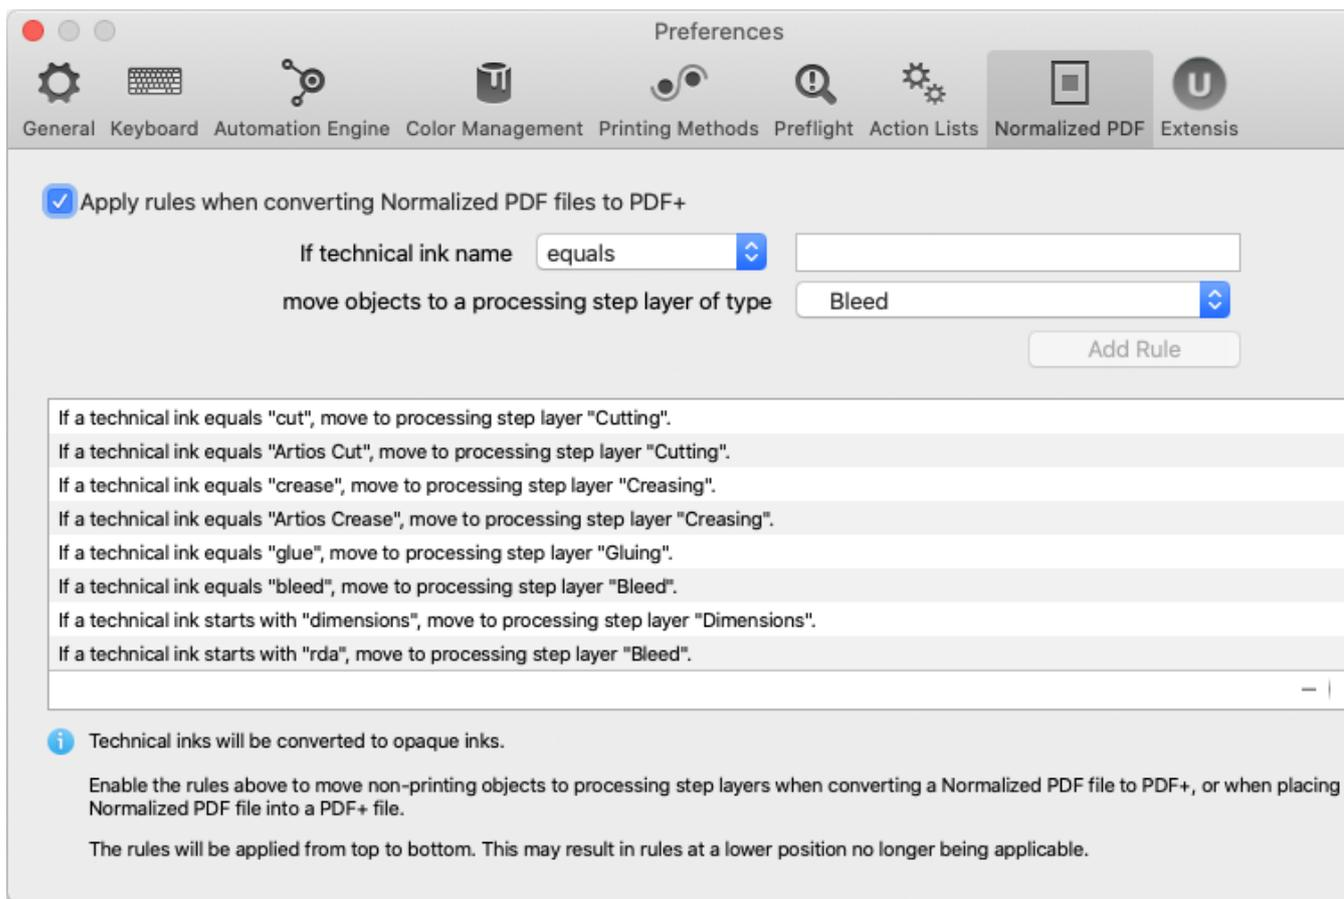 Preferences
General Keyboard Automation Engine Color Management Printing Methods Preflight Action Lists Normalized PDF Extensis
Apply rules when converting Normalized PDF files to PDF+
If technical ink name equals
move objects to a processing step layer of type Bleed
Add Rule
If a technical ink equals "cut", move to processing step layer "Cutting".
If a technical ink equals "Artios Cut", move to processing step layer "Cutting".
If a technical ink equals "crease", move to processing step layer "Creasing".
If a technical ink equals "Artios Crease", move to processing step layer "Creasing".
If a technical ink equals "glue", move to processing step layer "Gluing".
If a technical ink equals "bleed", move to processing step layer "Bleed".
If a technical ink starts with "dimensions", move to processing step layer "Dimensions".
If a technical ink starts with "rda", move to processing step layer "Bleed".
Technical inks will be converted to opaque inks.
Enable the rules above to move non-printing objects to processing step layers when converting a Normalized PDF file to PDF+, or when placing
Normalized PDF file into a PDF+ file.
The rules will be applied from top to bottom. This may result in rules at a lower position no longer being applicable.